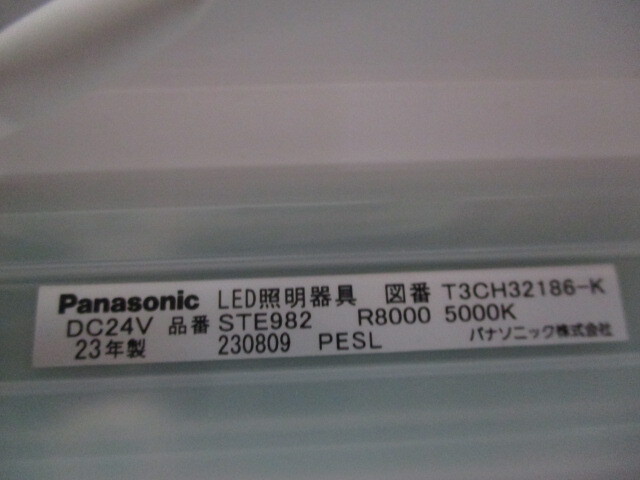 Panasonic LED照明器具 図番 T3CH32186-K
DC24V 品番 STE982 R8000 5000K
23年製 230809 PESL パナソニック株式会社